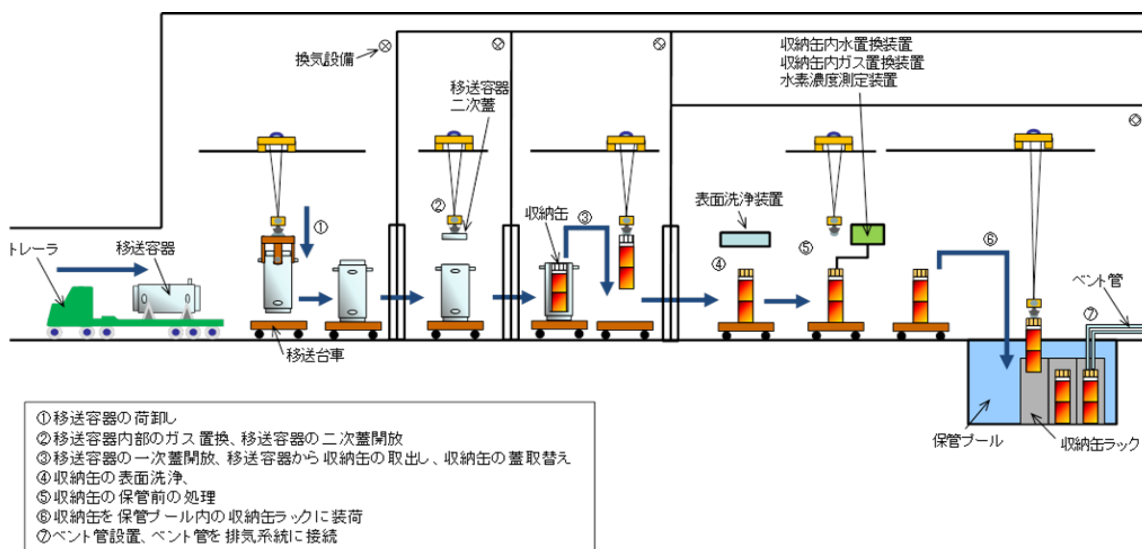 換気設備
移送容器
二次蓋
収納缶内水置換装置
収納缶内ガス置換装置
水素濃度測定装置
トレーラ
移送容器
①
②
収納缶
③
表面洗浄装置
④
⑤
⑥
ベント管
⑦
移送台車
保管プール
収納缶ラック
①移送容器の荷卸し
②移送容器内部のガス置換、移送容器の二次蓋開放
③移送容器の一次蓋開放、移送容器から収納缶の取出し、収納缶の蓋取替え
④収納缶の表面洗浄、
⑤収納缶の保管前の処理
⑥収納缶を保管プール内の収納缶ラックに装荷
⑦ベント管設置、ベント管を排気系統に接続